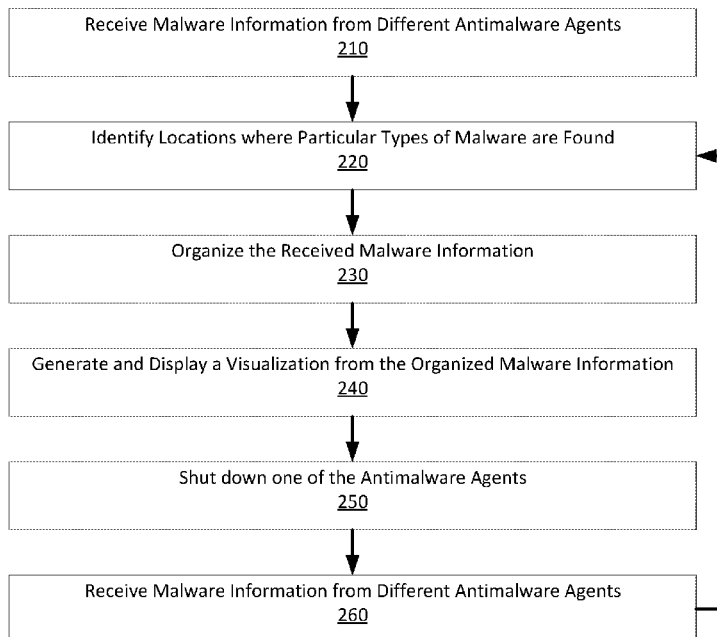 Receive Malware Information from Different Antimalware Agents
210
Identify Locations where Particular Types of Malware are Found
220
Organize the Received Malware Information
230
Generate and Display a Visualization from the Organized Malware Information
240
Shut down one of the Antimalware Agents
250
Receive Malware Information from Different Antimalware Agents
260